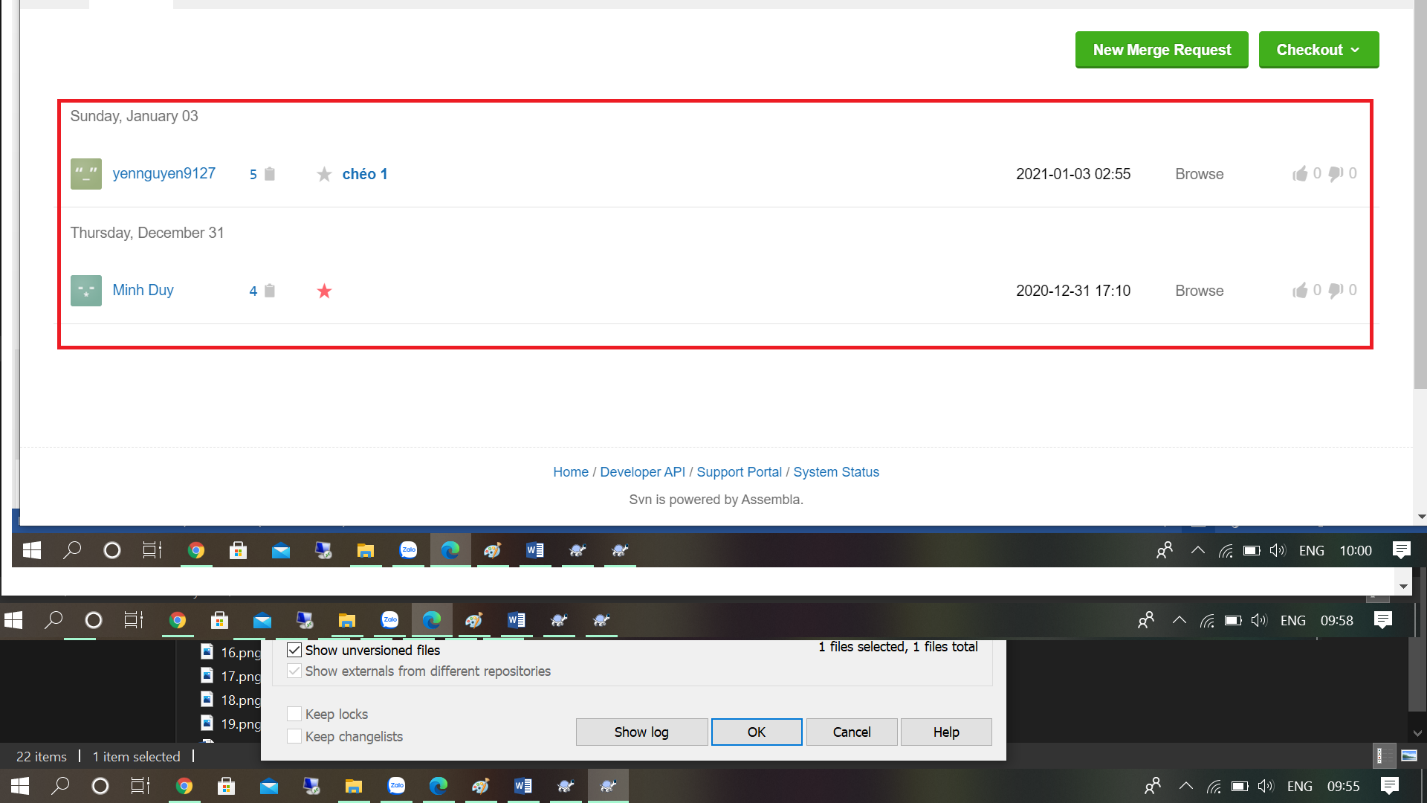 New Merge Request Checkout
Sunday, January 03
yennguyen9127 5 chéo 1 2021-01-03 02:55 Browse 0 0
Thursday, December 31
Minh Duy 4 2020-12-31 17:10 Browse 0 0
Home / Developer API / Support Portal / System Status
Svn is powered by Assembla.
Zalo ENG 10:00
Zalo ENG 09:58
16.png
Show unversioned files 1 files selected, 1 files total
17.png
Show externals from different repositories
18.png
Keep locks
19.png
Show log OK Cancel Help
Keep changelists
22 items 1 item selected
Zalo ENG 09:55